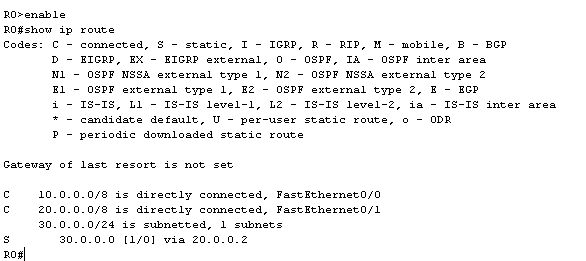 R0>enable
R0#show ip route
Codes: C - connected, S - static, I - IGRP, R - RIP, M - mobile, B - BGP
       D - EIGRP, EX - EIGRP external, O - OSPF, IA - OSPF inter area
       N1 - OSPF NSSA external type 1, N2 - OSPF NSSA external type 2
       E1 - OSPF external type 1, E2 - OSPF external type 2, E - EGP
       i - IS-IS, L1 - IS-IS level-1, L2 - IS-IS level-2, ia - IS-IS inter area
       * - candidate default, U - per-user static route, o - ODR
       P - periodic downloaded static route

Gateway of last resort is not set

C    10.0.0.0/8 is directly connected, FastEthernet0/0
C    20.0.0.0/8 is directly connected, FastEthernet0/1
     30.0.0.0/24 is subnetted, 1 subnets
S       30.0.0.0 [1/0] via 20.0.0.2
R0#